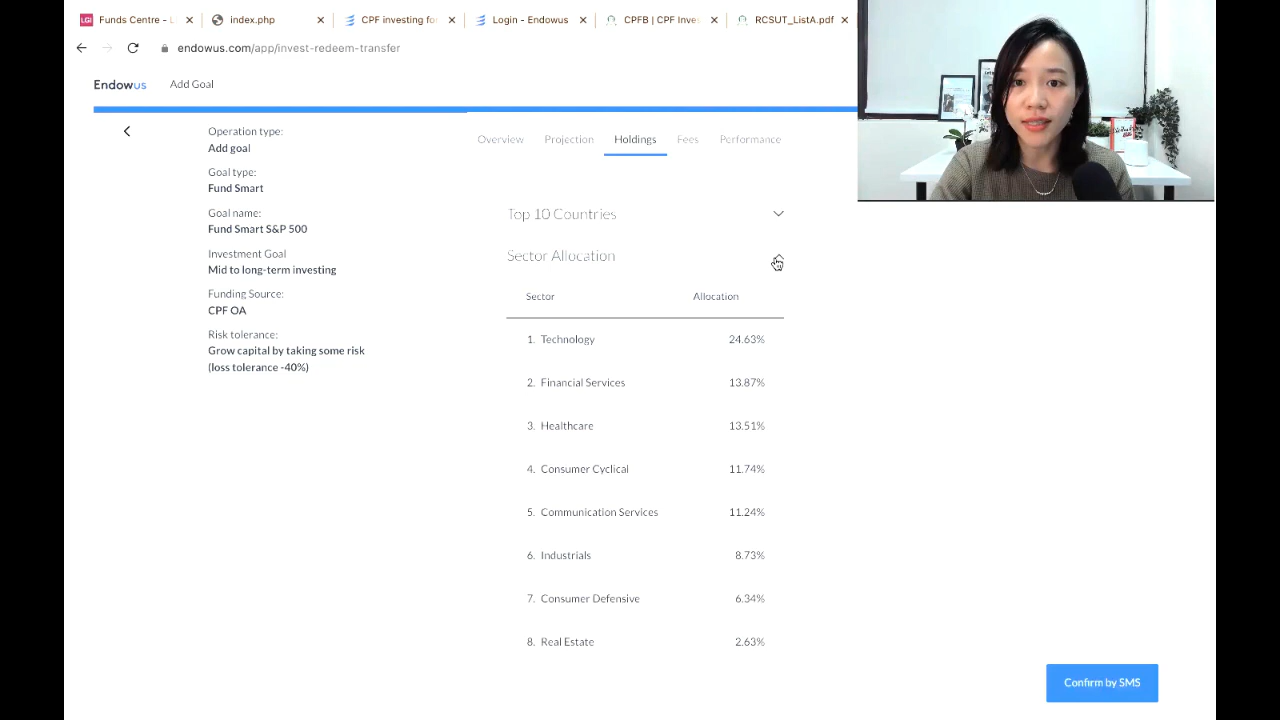 Funds Centre - L
index.php
CPF investing fo
Login - Endowus
CPFB | CPF Inve
RCSUT_ListA.pdf
endowus.com/app/invest-redeem-transfer
Endowus
Add Goal
Operation type:
Add goal
Goal type:
Fund Smart
Goal name:
Fund Smart S&P 500
Investment Goal
Mid to long-term investing
Funding Source:
CPF OA
Risk tolerance:
Grow capital by taking some risk
(loss tolerance -40%)
Overview Projection Holdings Fees Performance
Top 10 Countries
Sector Allocation
Sector Allocation
1. Technology 24.63%
2. Financial Services 13.87%
3. Healthcare 13.51%
4. Consumer Cyclical 11.74%
5. Communication Services 11.24%
6. Industrials 8.73%
7. Consumer Defensive 6.34%
8. Real Estate 2.63%
Confirm by SMS